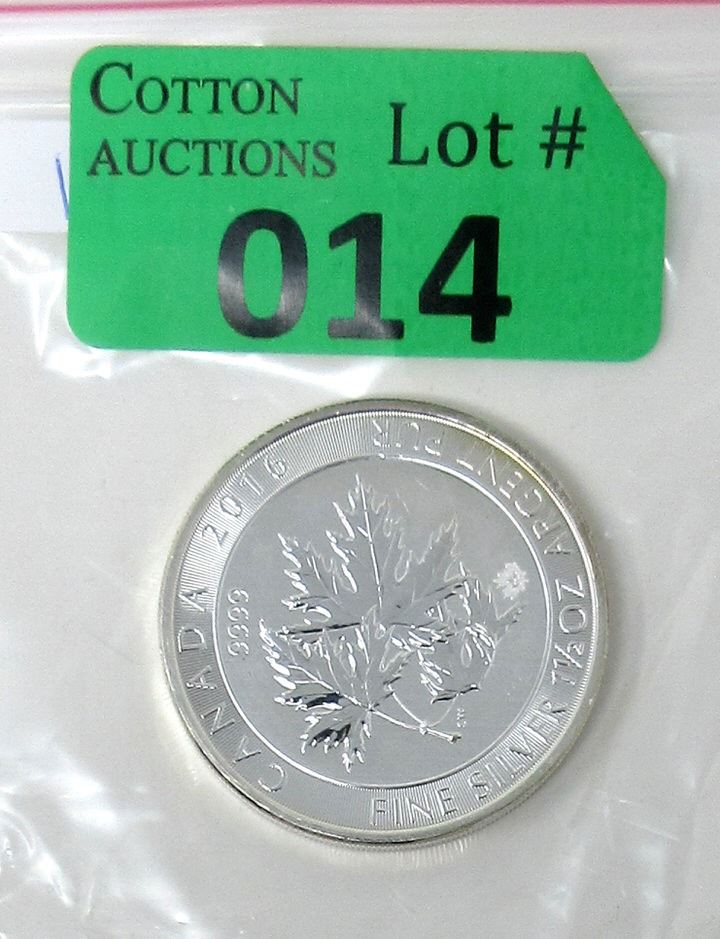 COTTON
AUCTIONS
Lot #
014
CANADA 2016
9999
FINE SILVER 1½ OZ ARGENT PUR